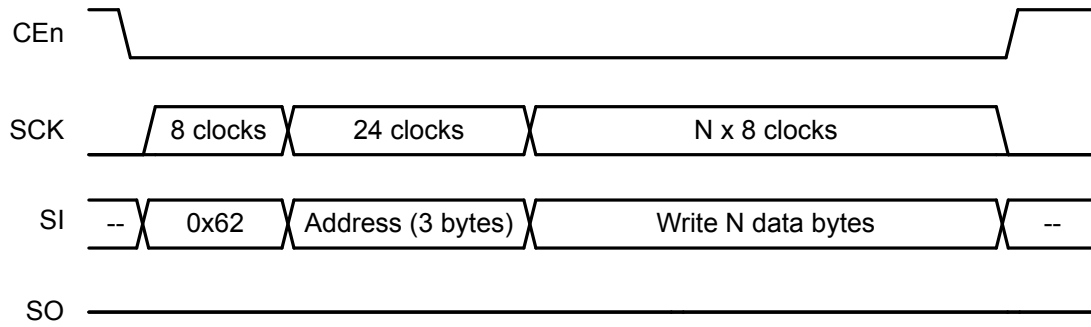 CEn
SCK 8 clocks 24 clocks N x 8 clocks
SI -- 0x62 Address (3 bytes) Write N data bytes --
SO